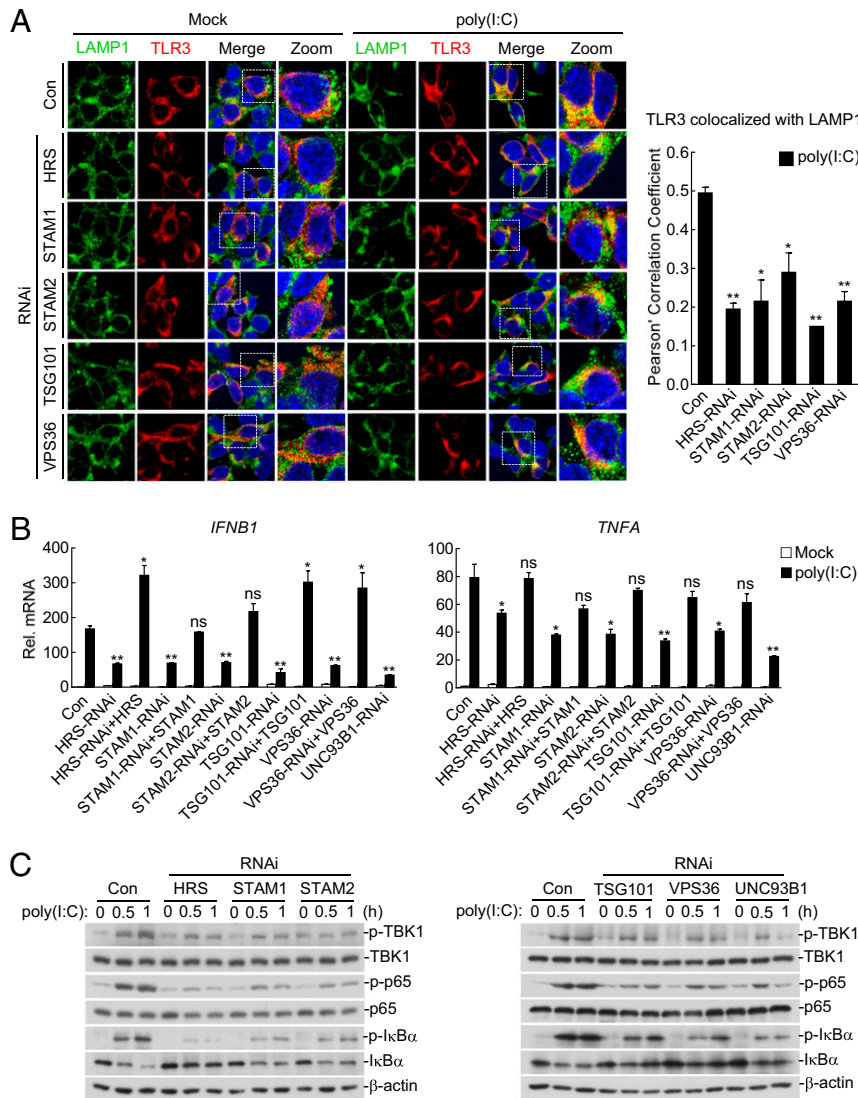 A
Mock
poly(I:C)
LAMP1 TLR3 Merge Zoom LAMP1 TLR3 Merge Zoom
Con
RNAi
HRS
STAM1
STAM2
TSG101
VPS36
TLR3 colocalized with LAMP1
poly(I:C)
Pearson' Correlation Coefficient
0.6
0.5
0.4
0.3
0.2
0.1
0.0
** * * ** **
Con
HRS-RNAi
STAM1-RNAi
STAM2-RNAi
TSG101-RNAi
VPS36-RNAi
B
IFNB1
Rel. mRNA
400
300
200
100
0
** * ** ns ** ns ** * ** * **
Con
HRS-RNAi
HRS-RNAi+HRS
STAM1-RNAi
STAM1-RNAi+STAM1
STAM2-RNAi
STAM2-RNAi+STAM2
TSG101-RNAi
TSG101-RNAi+TSG101
VPS36-RNAi
VPS36-RNAi+VPS36
UNC93B1-RNAi
TNFA
Mock
poly(I:C)
100
80
60
40
20
0
* ns * ns * ns ** ns * ns **
Con
HRS-RNAi
HRS-RNAi+HRS
STAM1-RNAi
STAM1-RNAi+STAM1
STAM2-RNAi
STAM2-RNAi+STAM2
TSG101-RNAi
TSG101-RNAi+TSG101
VPS36-RNAi
VPS36-RNAi+VPS36
UNC93B1-RNAi
C
RNAi
Con HRS STAM1 STAM2
poly(I:C): 0 0.5 1 0 0.5 1 0 0.5 1 0 0.5 1 (h)
-p-TBK1
-TBK1
-p-p65
-p65
-p-IκBα
-IκBα
-β-actin
RNAi
Con TSG101 VPS36 UNC93B1
poly(I:C): 0 0.5 1 0 0.5 1 0 0.5 1 0 0.5 1 (h)
-p-TBK1
-TBK1
-p-p65
-p65
-p-IκBα
-IκBα
-β-actin